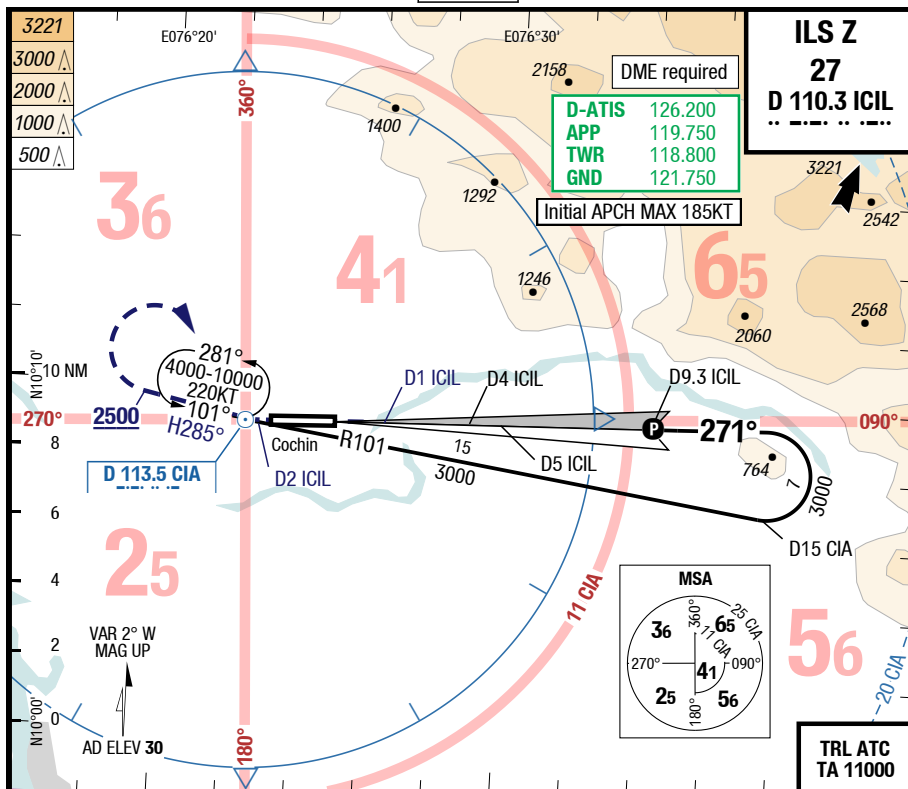 3221
3000
2000
1000
500
E076°20'
E076°30'
ILS Z
27
D 110.3 ICIL
DME required
D-ATIS 126.200
APP 119.750
TWR 118.800
GND 121.750
Initial APCH MAX 185KT
2158
1400
1292
1246
3221
2542
2060
2568
764
360°
36
41
65
25
56
N10°10'
10 NM
8
6
4
2
0
N10°00'
281°
4000-10000
220KT
101°
270°
2500
H285°
Cochin
D 113.5 CIA
D2 ICIL
D1 ICIL
D4 ICIL
D5 ICIL
D9.3 ICIL
P
271°
090°
R101
15
3000
7
3000
D15 CIA
11 CIA
20 CIA
180°
VAR 2° W
MAG UP
AD ELEV 30
MSA
36
360°
65
25 CIA
11 CIA
270°
41
090°
25
180°
56
TRL ATC
TA 11000